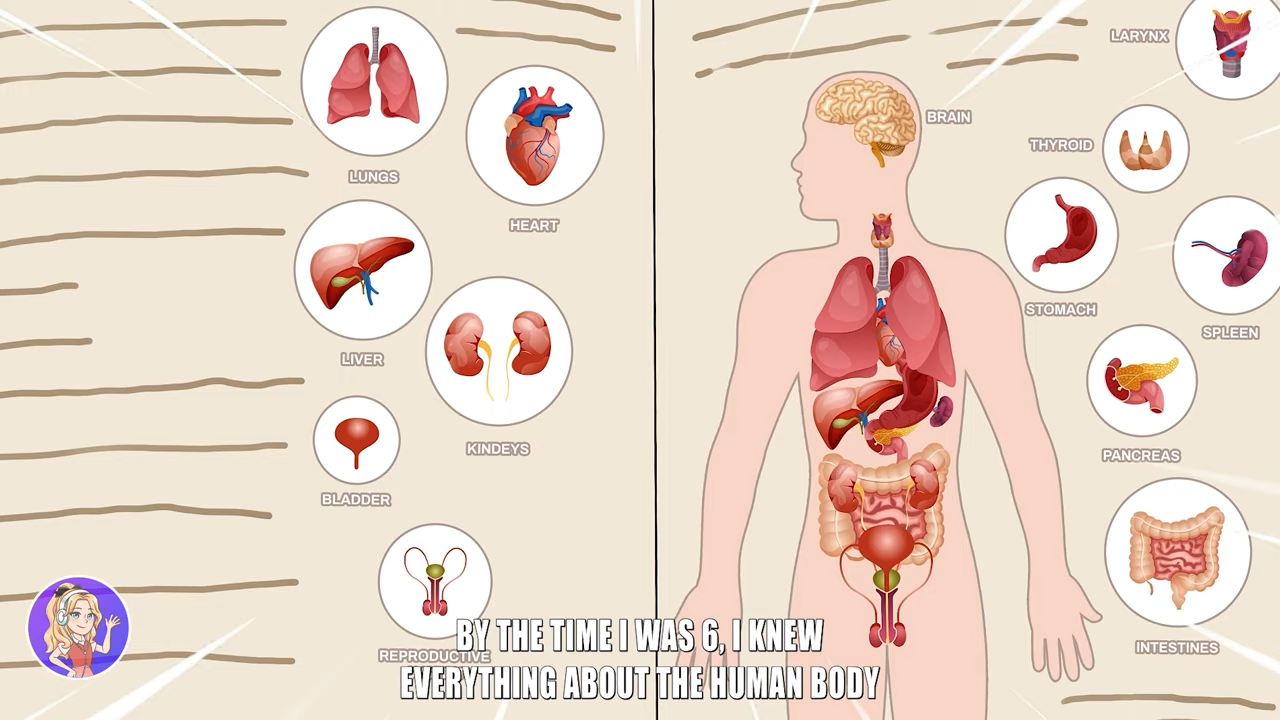 LUNGS
HEART
LIVER
KINDEYS
BLADDER
REPRODUCTIVE
LARYNX
BRAIN
THYROID
STOMACH
SPLEEN
PANCREAS
INTESTINES
BY THE TIME I WAS 6, I KNEW
EVERYTHING ABOUT THE HUMAN BODY